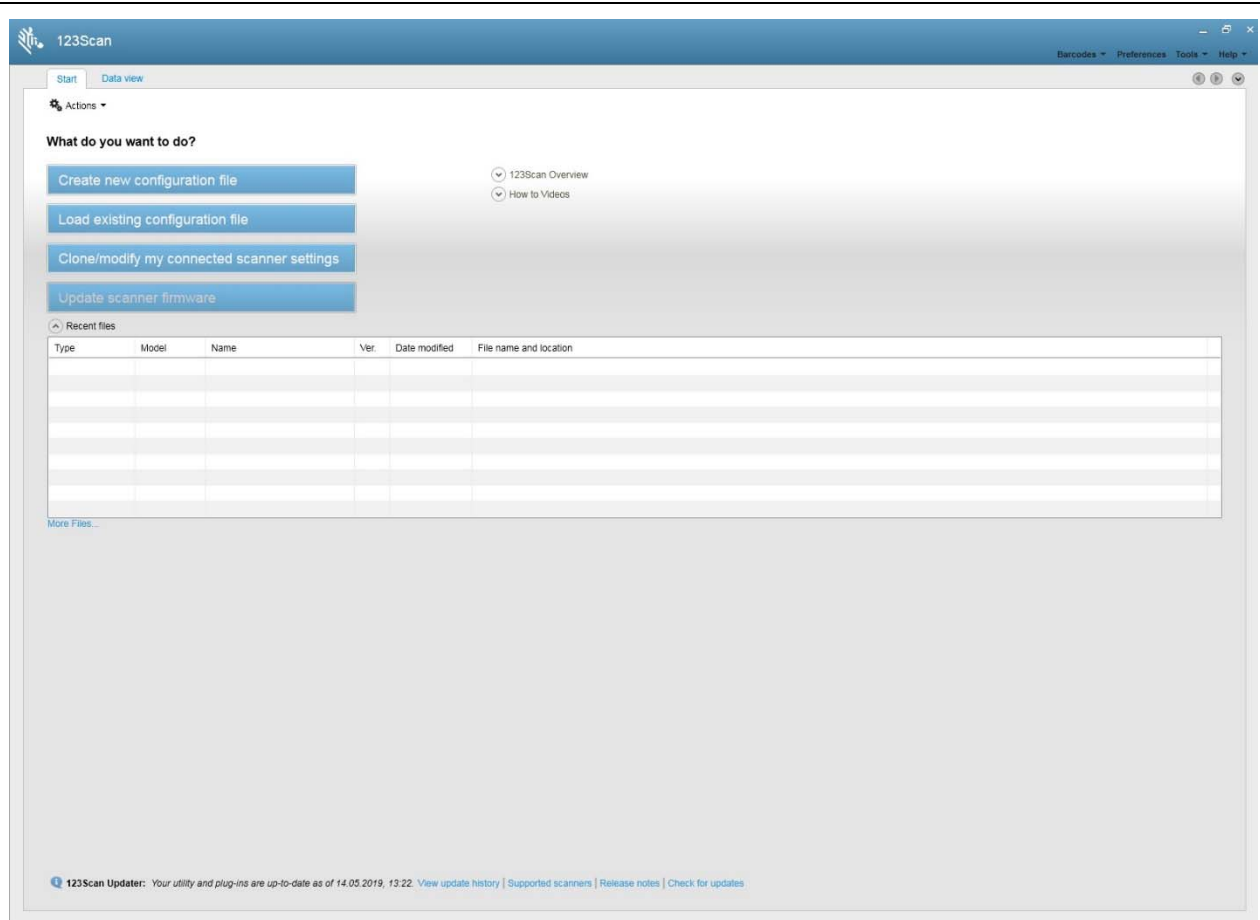 123Scan
Barcodes Preferences Tools Help
Start Data view
Actions
What do you want to do?
Create new configuration file
123Scan Overview
How to Videos
Load existing configuration file
Clone/modify my connected scanner settings
Update scanner firmware
Recent files
Type Model Name Ver. Date modified File name and location
More Files...
123Scan Updater: Your utility and plug-ins are up-to-date as of 14.05.2019, 13:22. View update history | Supported scanners | Release notes | Check for updates